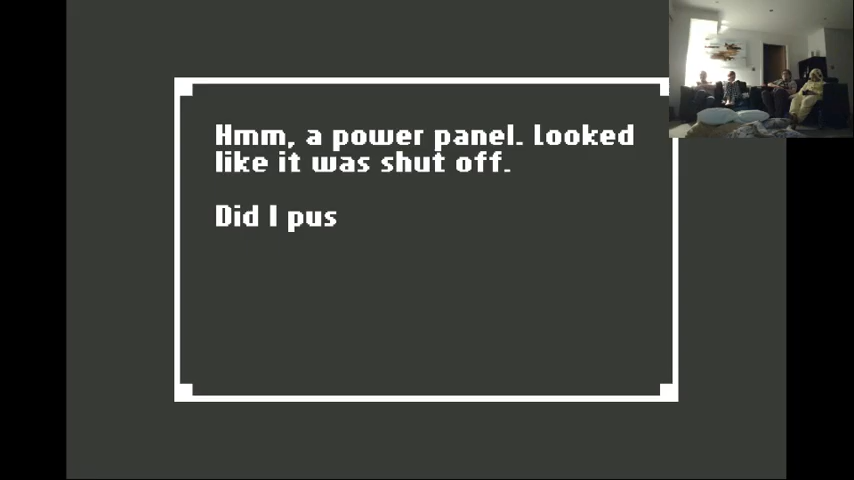 Hmm, a power panel. Looked
like it was shut off.
Did I pus